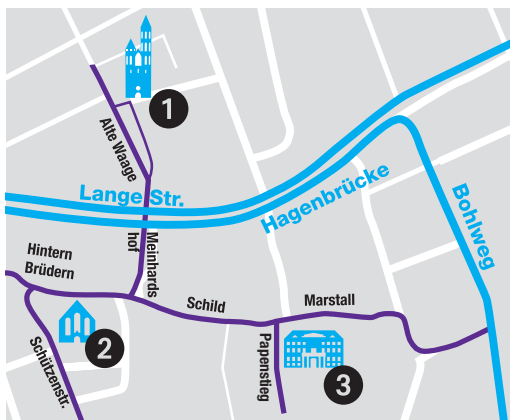 1
Alte Waage
Lange Str.
Hagenbrücke
Bohlweg
Meinhards
hof
Hintern
Brüdern
Schild
Marstall
Papenstieg
Schützenstr.
2
3